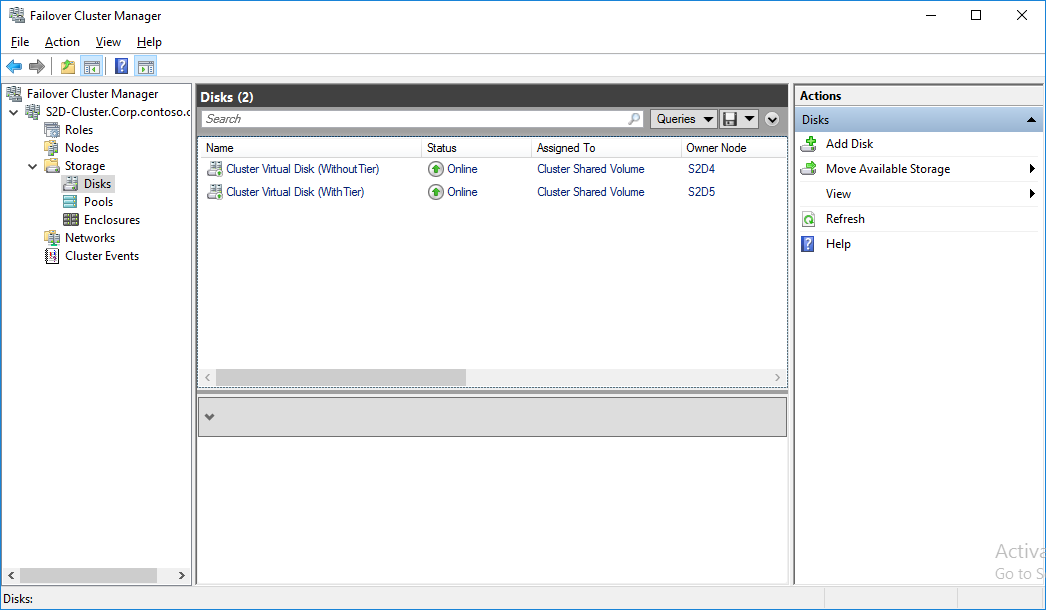 Failover Cluster Manager
File Action View Help
Failover Cluster Manager
S2D-Cluster.Corp.contoso.c
Roles
Nodes
Storage
Disks
Pools
Enclosures
Networks
Cluster Events
Disks (2)
Search
Queries
Name Status Assigned To Owner Node
Cluster Virtual Disk (WithoutTier) Online Cluster Shared Volume S2D4
Cluster Virtual Disk (WithTier) Online Cluster Shared Volume S2D5
Actions
Disks
Add Disk
Move Available Storage
View
Refresh
Help
Activa
Go to S
Disks: